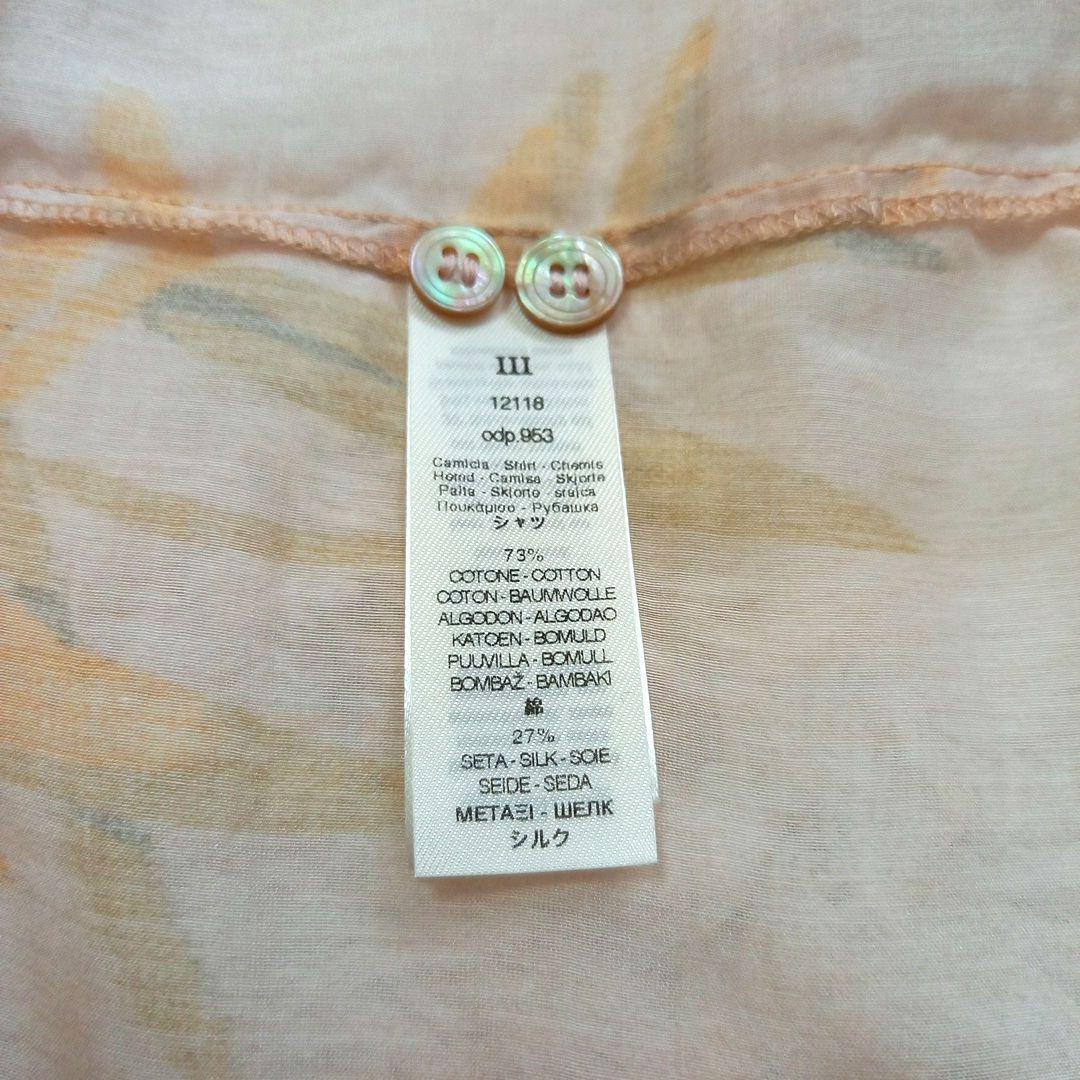 III
12118
odp.953
Camicia - Shirt - Chemis
Hemd - Camisa Skjorte
Paita - Skjorte srajca
Πουκάμισο - Рубашка
シャツ
73%
COTONE - COTTON
COTON - BAUMWOLLE
ALGODON - ALGODAO
KATOEN - BOMULD
PUUVILLA - BOMULL
BOMBAŽ - BAMBAKI
綿
27%
SETA - SILK - SOIE
SEIDE - SEDA
ΜΕΤΑΞΙ - ШЕЛК
シルク